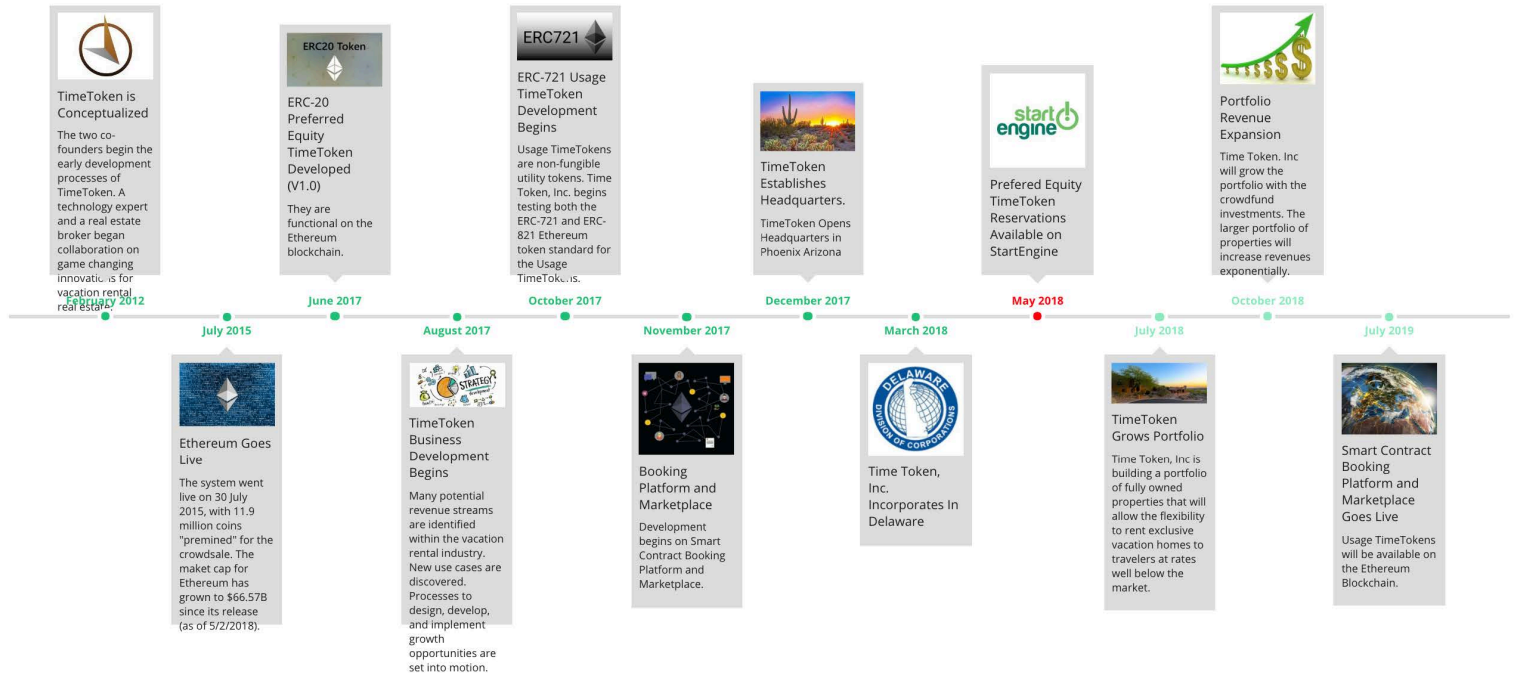 TimeToken is
Conceptualized
The two co-
founders begin the
early development
processes of
TimeToken. A
technology expert
and a real estate
broker began
collaboration on
game changing
innovations for
vacation rental
real estate.
February 2012
Ethereum Goes
Live
The system went
live on 30 July
2015, with 11.9
million coins
"premined" for the
crowdsale. The
maket cap for
Ethereum has
grown to $66.57B
since its release
(as of 5/2/2018).
July 2015
ERC20 Token
ERC-20
Preferred
Equity
TimeToken
Developed
(V1.0)
They are
functional on the
Ethereum
blockchain.
June 2017
August 2017
STRATEGY
development
TimeToken
Business
Development
Begins
Many potential
revenue streams
are identified
within the vacation
rental industry.
New use cases are
discovered.
Processes to
design, develop,
and implement
growth
opportunities are
set into motion.
ERC721
ERC-721 Usage
TimeToken
Development
Begins
Usage TimeTokens
are non-fungible
utility tokens. Time
Token, Inc. begins
testing both the
ERC-721 and ERC-
821 Ethereum
token standard for
the Usage
TimeTokens.
October 2017
November 2017
Booking
Platform and
Marketplace
Development
begins on Smart
Contract Booking
Platform and
Marketplace.
TimeToken
Establishes
Headquarters.
TimeToken Opens
Headquarters in
Phoenix Arizona
December 2017
March 2018
DELAWARE
DIVISION OF CORPORATIONS
Time Token,
Inc.
Incorporates In
Delaware
start
engine
Prefered Equity
TimeToken
Reservations
Available on
StartEngine
May 2018
July 2018
TimeToken
Grows Portfolio
Time Token, Inc is
building a portfolio
of fully owned
properties that will
allow the flexibility
to rent exclusive
vacation homes to
travelers at rates
well below the
market.
$ $ $ $ $ $ $
Portfolio
Revenue
Expansion
Time Token. Inc
will grow the
portfolio with the
crowdfund
investments. The
larger portfolio of
properties will
increase revenues
exponentially.
October 2018
July 2019
Smart Contract
Booking
Platform and
Marketplace
Goes Live
Usage TimeTokens
will be available on
the Ethereum
Blockchain.